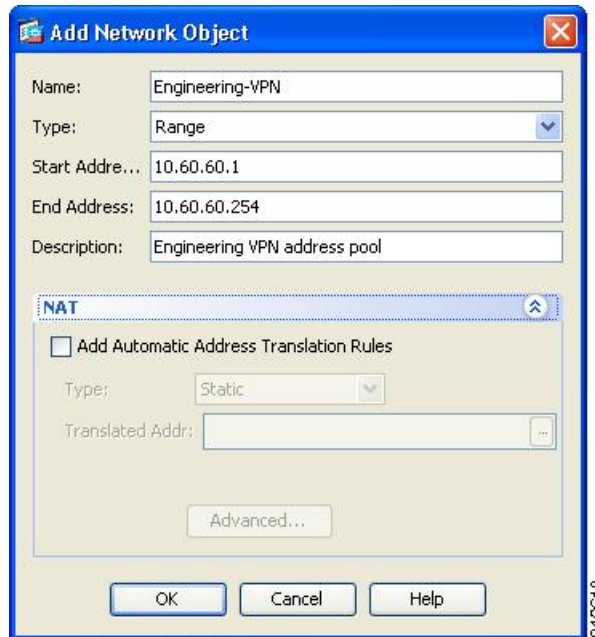 Add Network Object
Name: Engineering-VPN
Type: Range
Start Addre... 10.60.60.1
End Address: 10.60.60.254
Description: Engineering VPN address pool
NAT
Add Automatic Address Translation Rules
Type: Static
Translated Addr: ...
Advanced...
OK Cancel Help